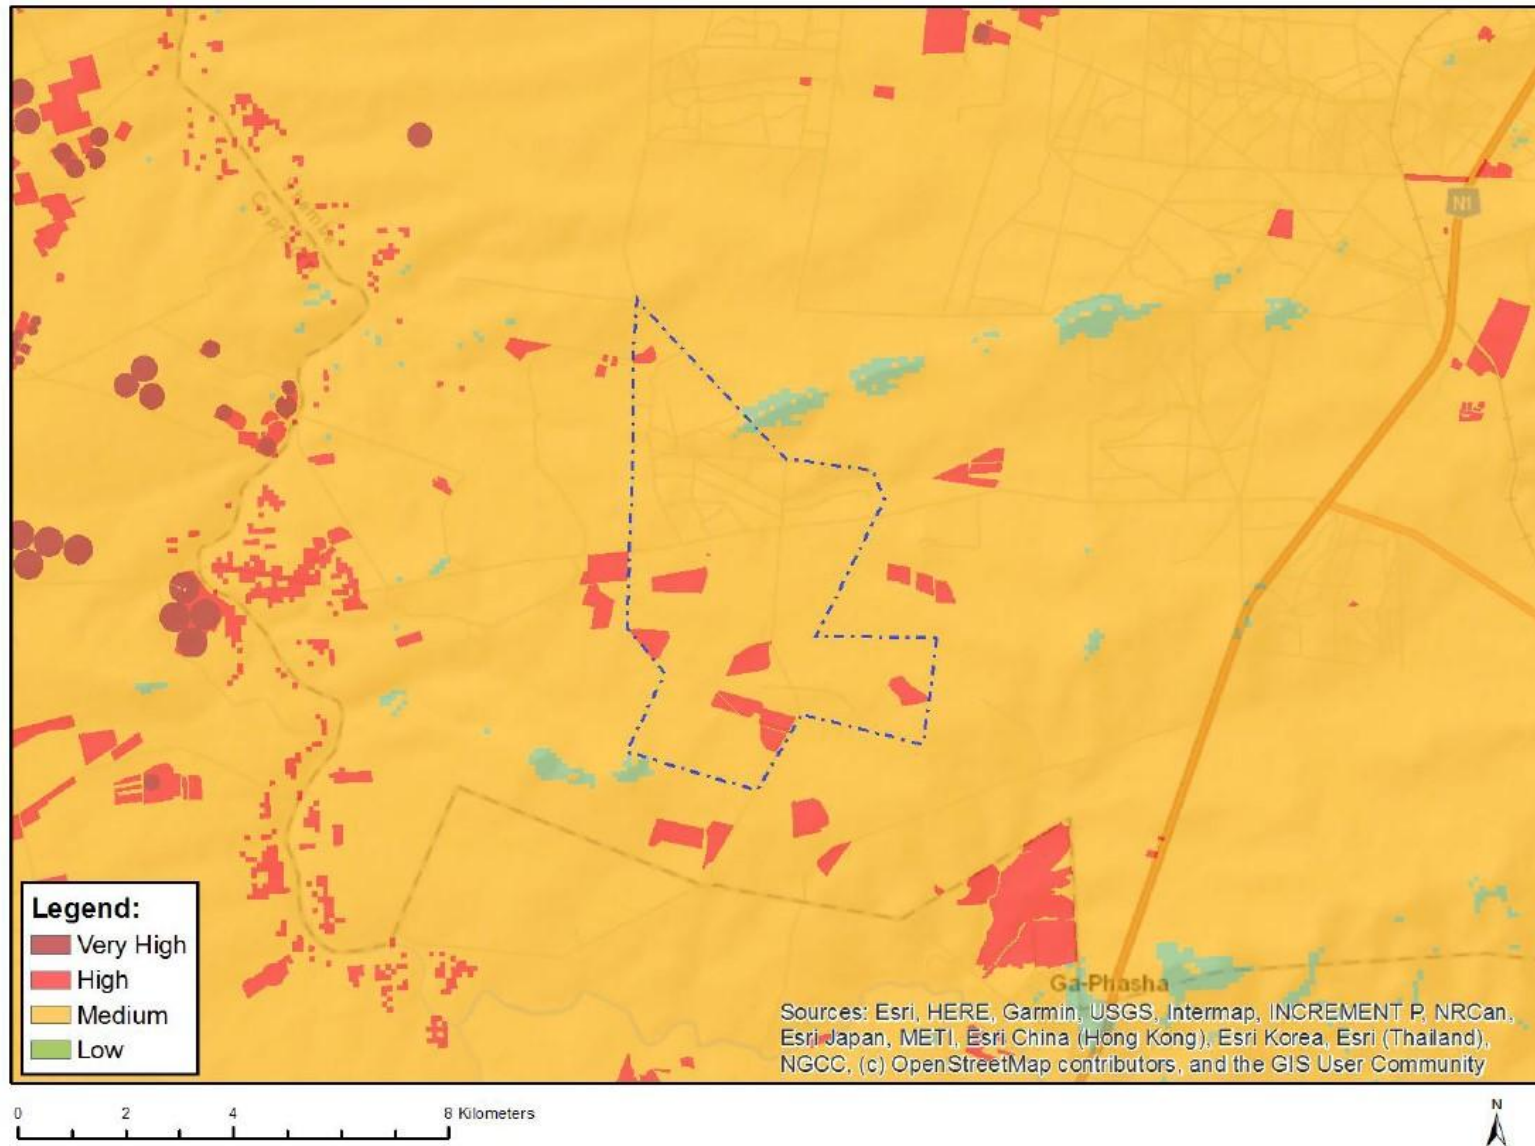 N1
Legend:
Very High
High
Medium
Low
Ga-Phasha
Sources: Esri, HERE, Garmin, USGS, Intermap, INCREMENT P, NRCan,
Esri Japan, METI, Esri China (Hong Kong), Esri Korea, Esri (Thailand),
NGCC, (c) OpenStreetMap contributors, and the GIS User Community
0 2 4 8 Kilometers
N